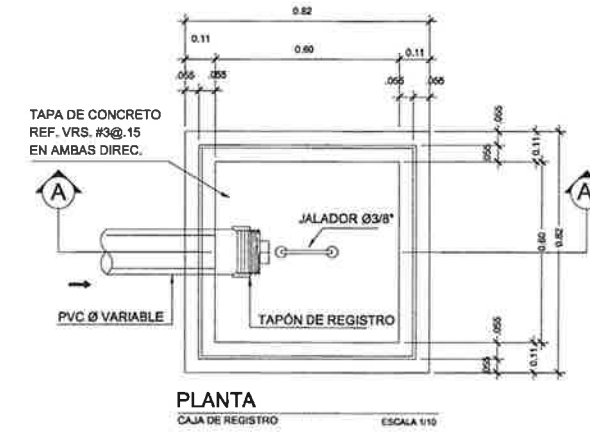 0.82
0.11
0.60
0.11
.055
.055
.055
.055
TAPA DE CONCRETO
REF. VRS. #3@.15
EN AMBAS DIREC.
.055
.055
0.11
A
A
JALADOR Ø3/8"
0.60
0.82
PVC Ø VARIABLE
TAPÓN DE REGISTRO
.055
.055
0.11
PLANTA
CAJA DE REGISTRO
ESCALA 1/10